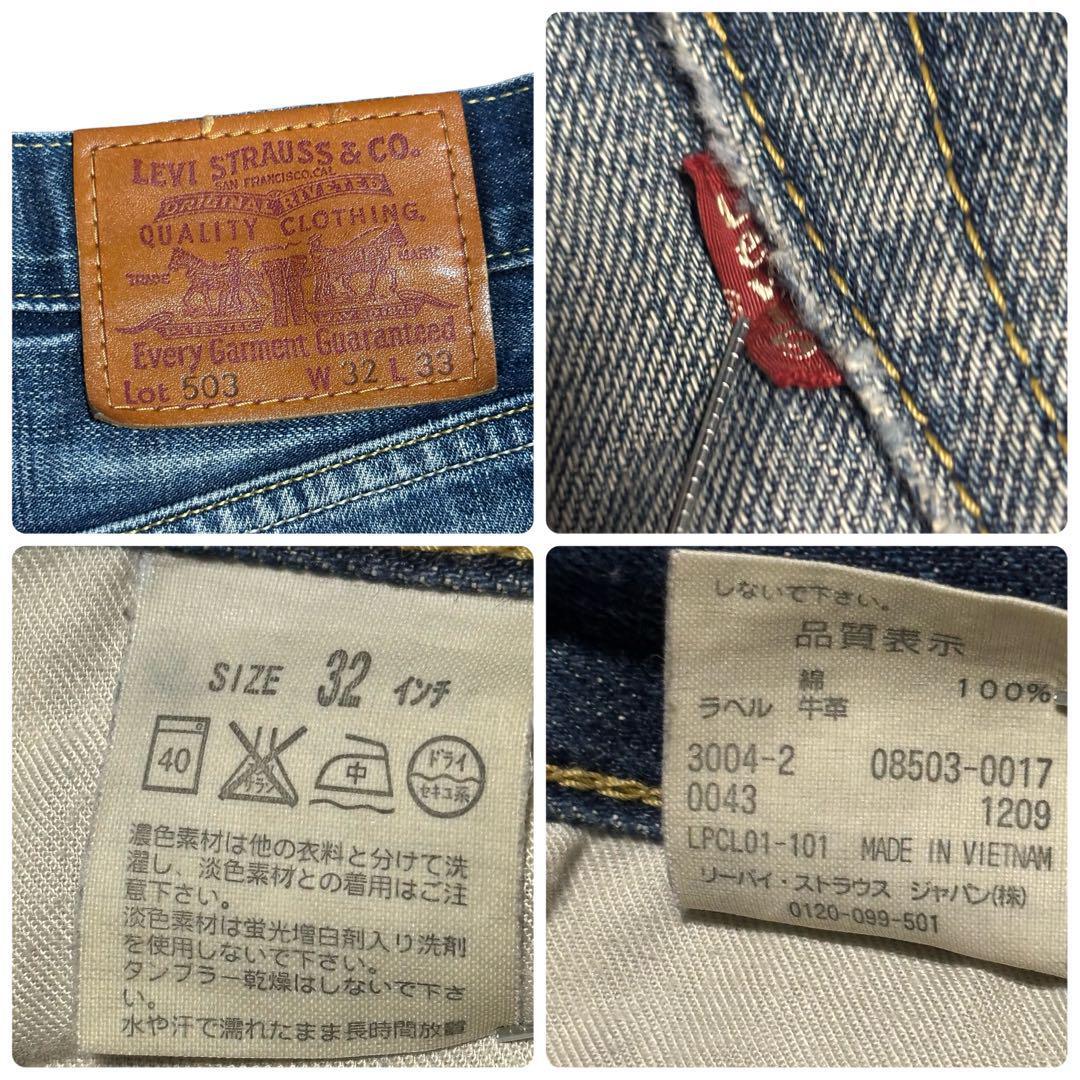 LEVI STRAUSS & CO.
SAN FRANCISCO, CAL
ORIGINAL RIVETED
QUALITY CLOTHING,
TRADE MARK
Every Garment Guaranteed
Lot 503 W 32 L 33
Lev
®
SIZE 32 インチ
40 エンソ サラシ 中 ドライ セキユ系
濃色素材は他の衣料と分けて洗
濯し、淡色素材との着用はご注
意下さい。
淡色素材は蛍光増白剤入り洗剤
を使用しないで下さい。
タンブラー乾燥はしないで下さ
い。
水や汗で濡れたまま長時間放置
しないで下さい。
品質表示
綿 100%
ラベル 牛革
3004-2 08503-0017
0043 1209
LPCL01-101 MADE IN VIETNAM
リーバイ・ストラウス ジャパン(株)
0120-099-501